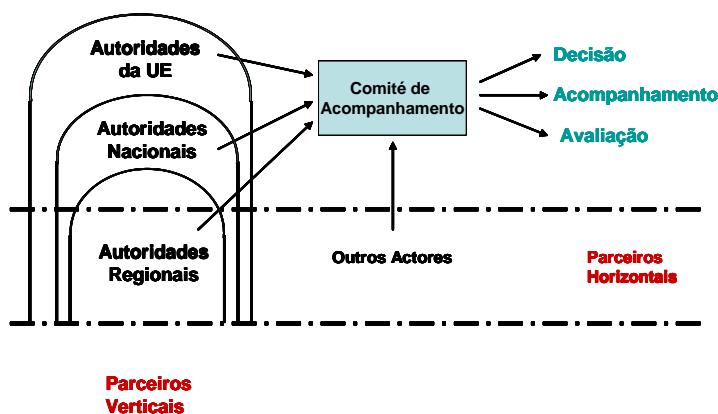 Autoridades
da UE
Comité de
Acompanhamento
Decisão
Acompanhamento
Avaliação
Autoridades
Nacionais
Autoridades
Regionais
Outros Actores
Parceiros
Horizontais
Parceiros
Verticais